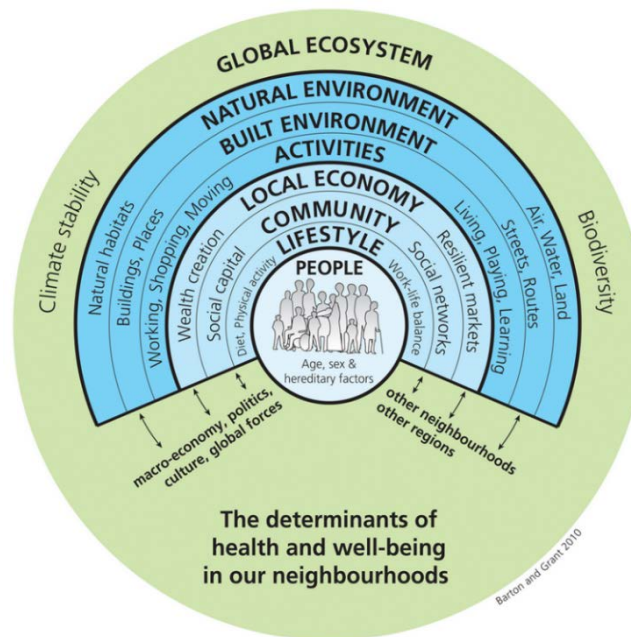 GLOBAL ECOSYSTEM
NATURAL ENVIRONMENT
BUILT ENVIRONMENT
ACTIVITIES
LOCAL ECONOMY
COMMUNITY
LIFESTYLE
PEOPLE
Age, sex &
hereditary factors
Climate stability
Natural habitats
Buildings, Places
Working, Shopping, Moving
Wealth creation
Social capital
Diet, Physical activity
Work-life balance
Social networks
Resilient markets
Living, Playing, Learning
Streets, Routes
Air, Water, Land
Biodiversity
macro-economy, politics,
culture, global forces
other neighbourhoods
other regions
The determinants of
health and well-being
in our neighbourhoods
Barton and Grant 2010